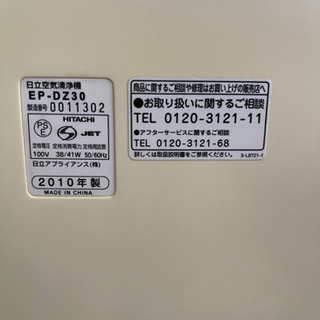 日立空気清浄機
EP-DZ30
製造番号 0011302
PSE
HITACHI
JET
定格電圧 定格消費電力 定格周波数
100V 38/41W 50/60Hz
日立アプライアンス(株)
2010年製
MADE IN CHINA
商品に関するご相談や修理はお買い上げの販売店へ
●お取り扱いに関するご相談
TEL 0120-3121-11
●アフターサービスに関するご相談
TEL 0120-3121-68
詳しくは取扱説明書をご覧ください。 3-L8721-1